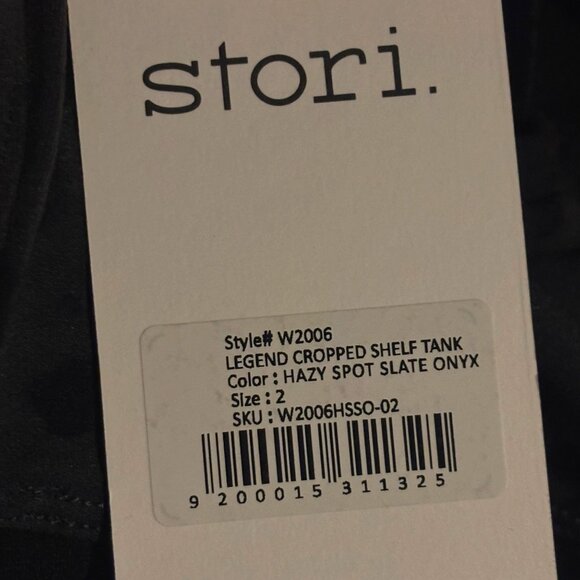 stori.
Style# W2006
LEGEND CROPPED SHELF TANK
Color : HAZY SPOT SLATE ONYX
Size : 2
SKU : W2006HSSO-02
9 200015 311325